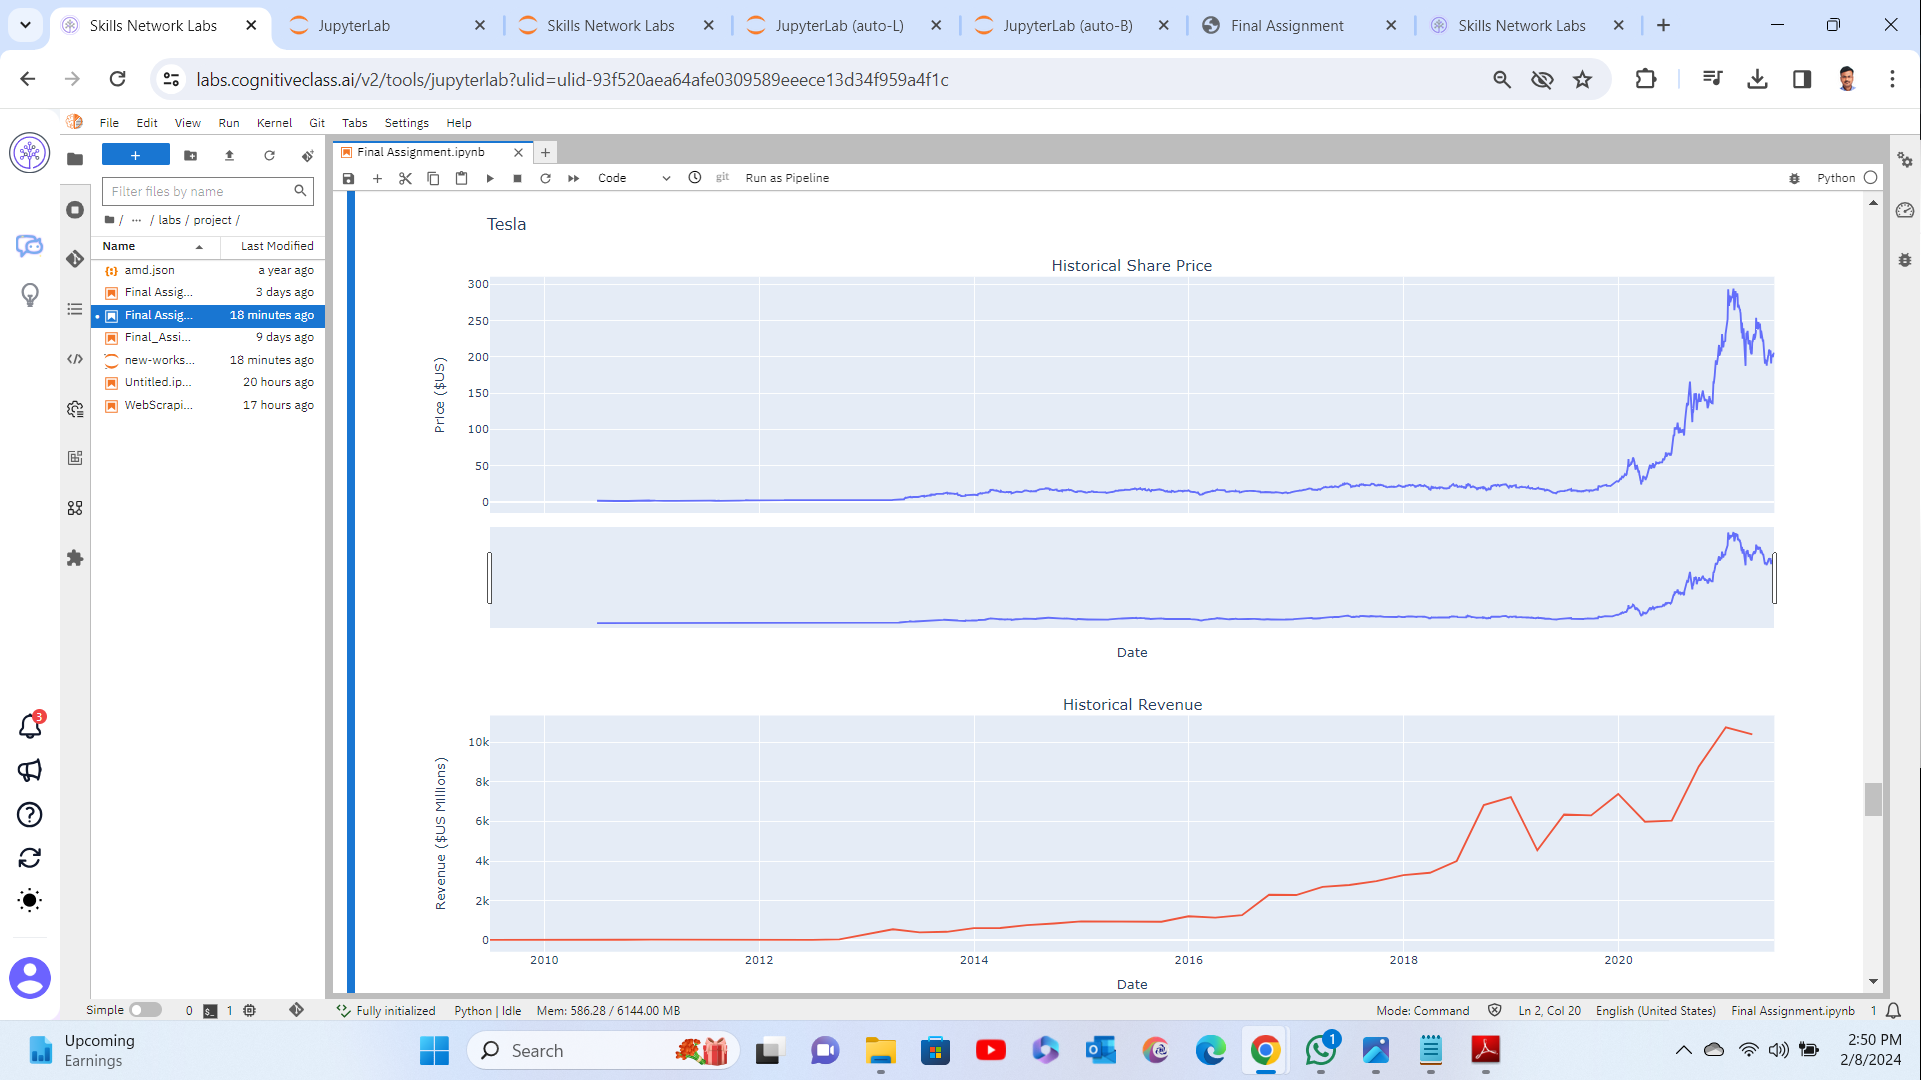 Skills Network Labs
JupyterLab
Skills Network Labs
JupyterLab (auto-L)
JupyterLab (auto-B)
Final Assignment
Skills Network Labs
labs.cognitiveclass.ai/v2/tools/jupyterlab?ulid=ulid-93f520aea64afe0309589eeece13d34f959a4f1c
File Edit View Run Kernel Git Tabs Settings Help
Final Assignment.ipynb
Filter files by name
Code
git
Run as Pipeline
Python
/ ... / labs / project /
Name Last Modified
amd.json a year ago
Final Assig... 3 days ago
Final Assig... 18 minutes ago
Final_Assi... 9 days ago
new-works... 18 minutes ago
Untitled.ip... 20 hours ago
WebScrapi... 17 hours ago
Tesla
Historical Share Price
300
250
200
150
100
50
0
Price ($US)
Date
Historical Revenue
10k
8k
6k
4k
2k
0
Revenue ($US Millions)
2010 2012 2014 2016 2018 2020
Date
3
Simple 0 1 Fully initialized Python | Idle Mem: 586.28 / 6144.00 MB Mode: Command Ln 2, Col 20 English (United States) Final Assignment.ipynb 1
Upcoming
Earnings
Search
1
2:50 PM
2/8/2024